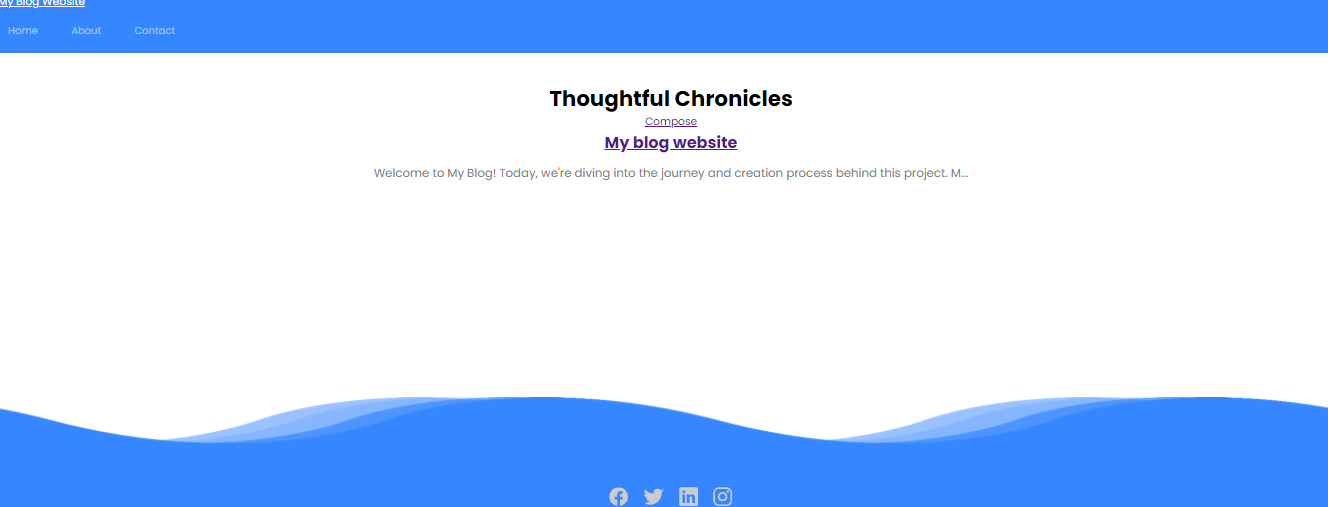 My Blog Website
Home About Contact
Thoughtful Chronicles
Compose
My blog website
Welcome to My Blog! Today, we're diving into the journey and creation process behind this project. M...